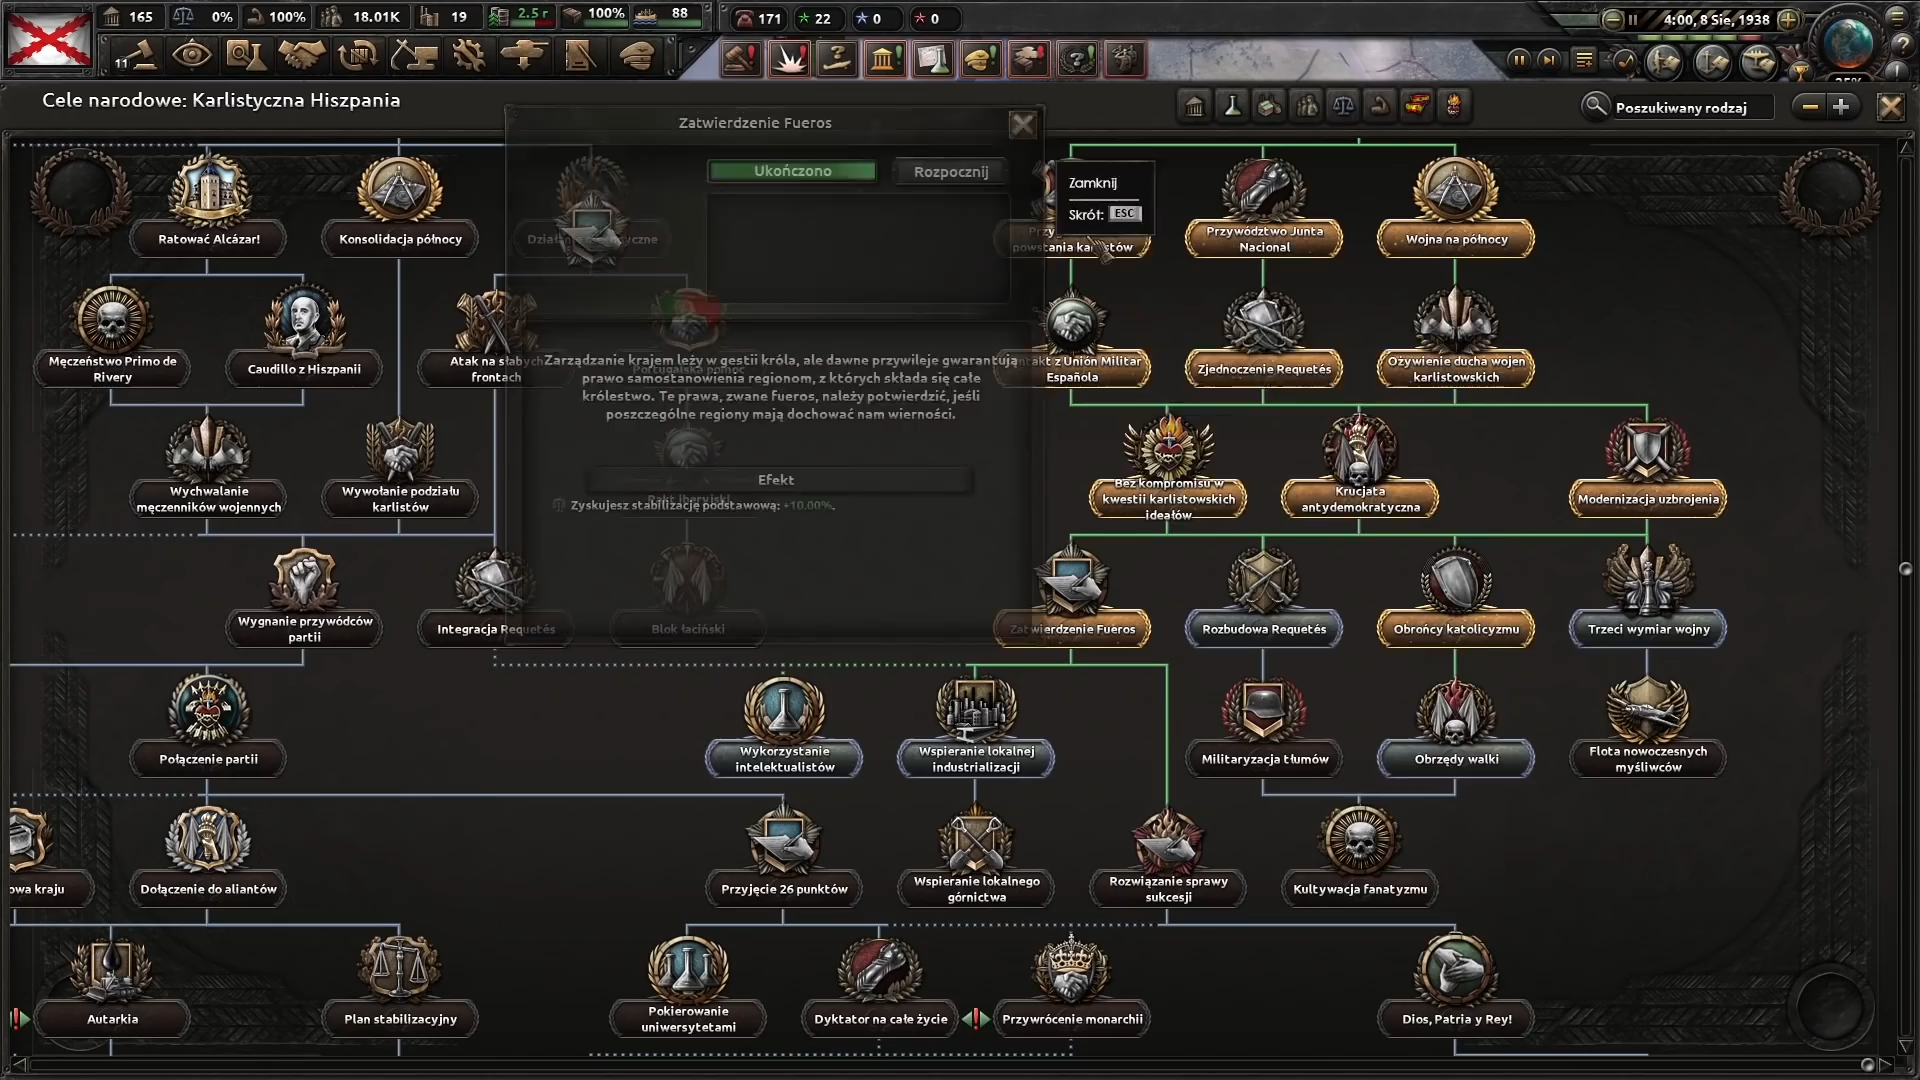 165
0%
100%
18.01K
19
2.5 r
100%
88
171
22
0
0
4:00, 8 Sie, 1938
11
25%
Cele narodowe: Karlistyczna Hiszpania
Poszukiwany rodzaj
Zatwierdzenie Fueros
Ukończono
Rozpocznij
Zamknij
Skrót: ESC
Ratować Alcázar!
Konsolidacja północy
powstania karlistów
Przywództwo Junta
Nacional
Wojna na północy
Męczeństwo Primo de
Rivery
Caudillo z Hiszpanii
Atak na słabych
frontach
Portugalska pomoc
Zarządzanie krajem leży w gestii króla, ale dawne przywileje gwarantują
prawo samostanowienia regionom, z których składa się całe
królestwo. Te prawa, zwane fueros, należy potwierdzić, jeśli
poszczególne regiony mają dochować nam wierności.
z Unión Militar
Española
Zjednoczenie Requetés
Ożywienie ducha wojen
karlistowskich
Efekt
Zyskujesz stabilizację podstawową: +10.00%.
Wychwalanie
męczenników wojennych
Wywołanie podziału
karlistów
Bez kompromisu w
kwestii karlistowskich
ideałów
Krucjata
antydemokratyczna
Modernizacja uzbrojenia
Wygnanie przywódców
partii
Integracja Requetés
Blok łaciński
Zatwierdzenie Fueros
Rozbudowa Requetés
Obrońcy katolicyzmu
Trzeci wymiar wojny
Połączenie partii
Wykorzystanie
intelektualistów
Wspieranie lokalnej
industrializacji
Militaryzacja tłumów
Obrzędy walki
Flota nowoczesnych
myśliwców
owa kraju
Dołączenie do aliantów
Przyjęcie 26 punktów
Wspieranie lokalnego
górnictwa
Rozwiązanie sprawy
sukcesji
Kultywacja fanatyzmu
Autarkia
Plan stabilizacyjny
Pokierowanie
uniwersytetami
Dyktator na całe życie
Przywrócenie monarchii
Dios, Patria y Rey!